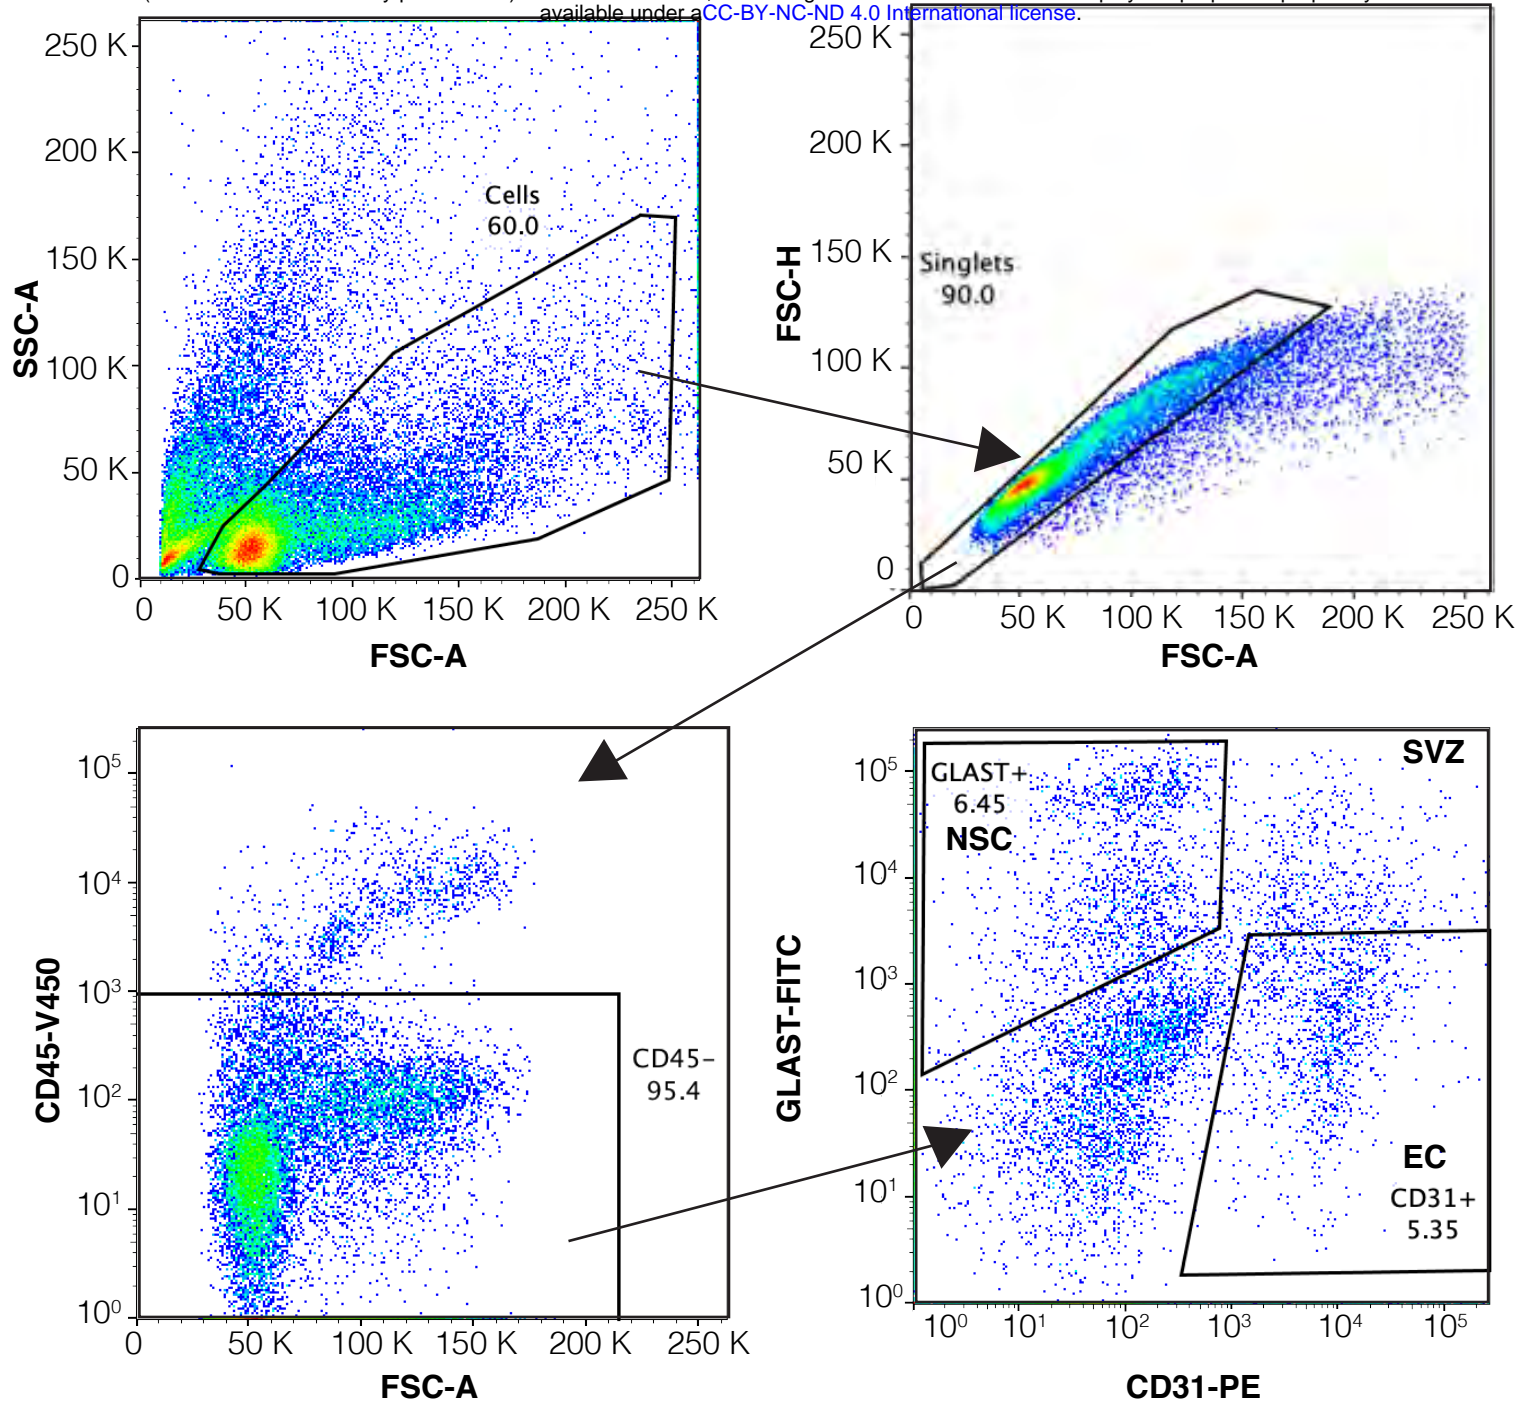 available under aCC-BY-NC-ND 4.0 International license.
250 K
200 K
150 K
100 K
50 K
0
SSC-A
Cells
60.0
0 50 K 100 K 150 K 200 K 250 K
FSC-A
250 K
200 K
150 K
100 K
50 K
0
FSC-H
Singlets
90.0
0 50 K 100 K 150 K 200 K 250 K
FSC-A
10⁵
10⁴
10³
10²
10¹
10⁰
CD45-V450
CD45-
95.4
0 50 K 100 K 150 K 200 K 250 K
FSC-A
10⁵
10⁴
10³
10²
10¹
10⁰
GLAST-FITC
SVZ
GLAST+
6.45
NSC
EC
CD31+
5.35
10⁰ 10¹ 10² 10³ 10⁴ 10⁵
CD31-PE